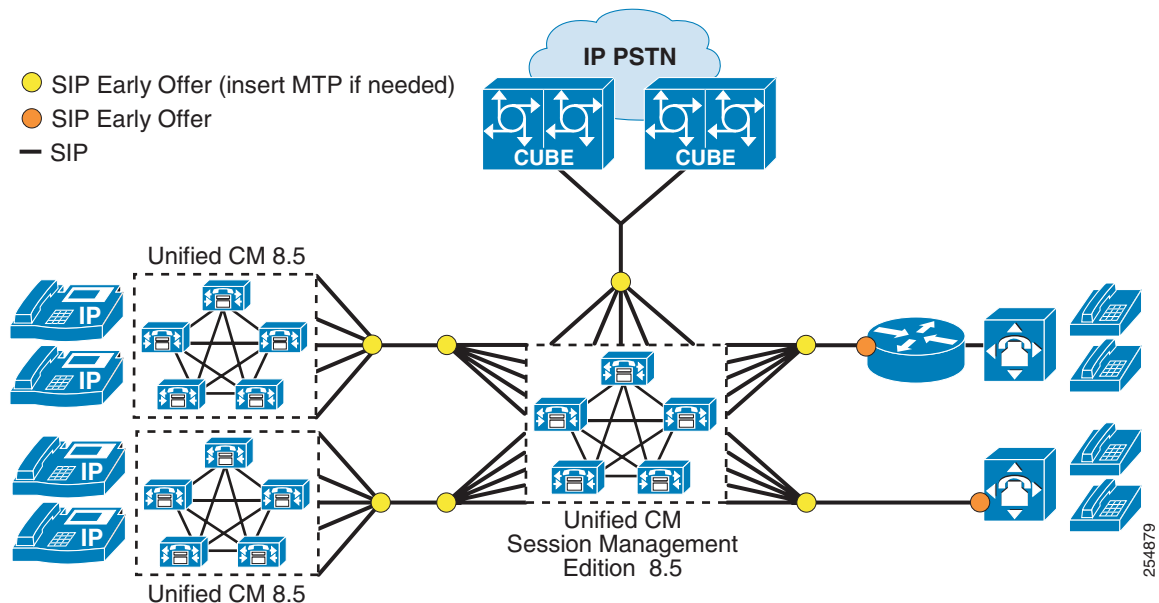 IP PSTN
SIP Early Offer (insert MTP if needed)
SIP Early Offer
SIP
CUBE
CUBE
Unified CM 8.5
IP
IP
IP
IP
Unified CM
Session Management
Edition 8.5
Unified CM 8.5
254879